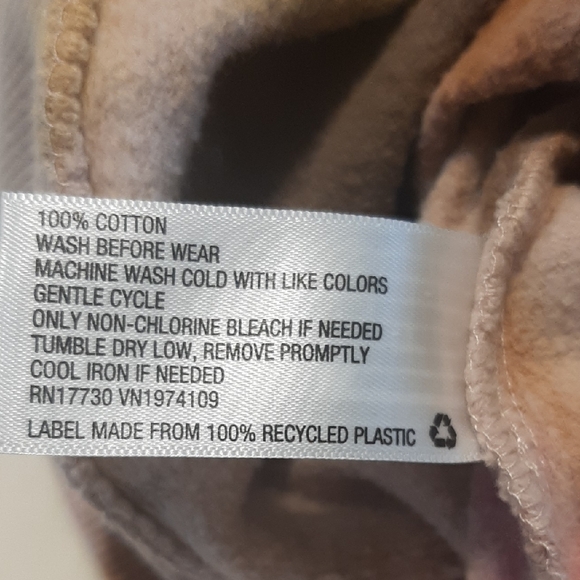 100% COTTON
WASH BEFORE WEAR
MACHINE WASH COLD WITH LIKE COLORS
GENTLE CYCLE
ONLY NON-CHLORINE BLEACH IF NEEDED
TUMBLE DRY LOW, REMOVE PROMPTLY
COOL IRON IF NEEDED
RN17730 VN1974109
LABEL MADE FROM 100% RECYCLED PLASTIC